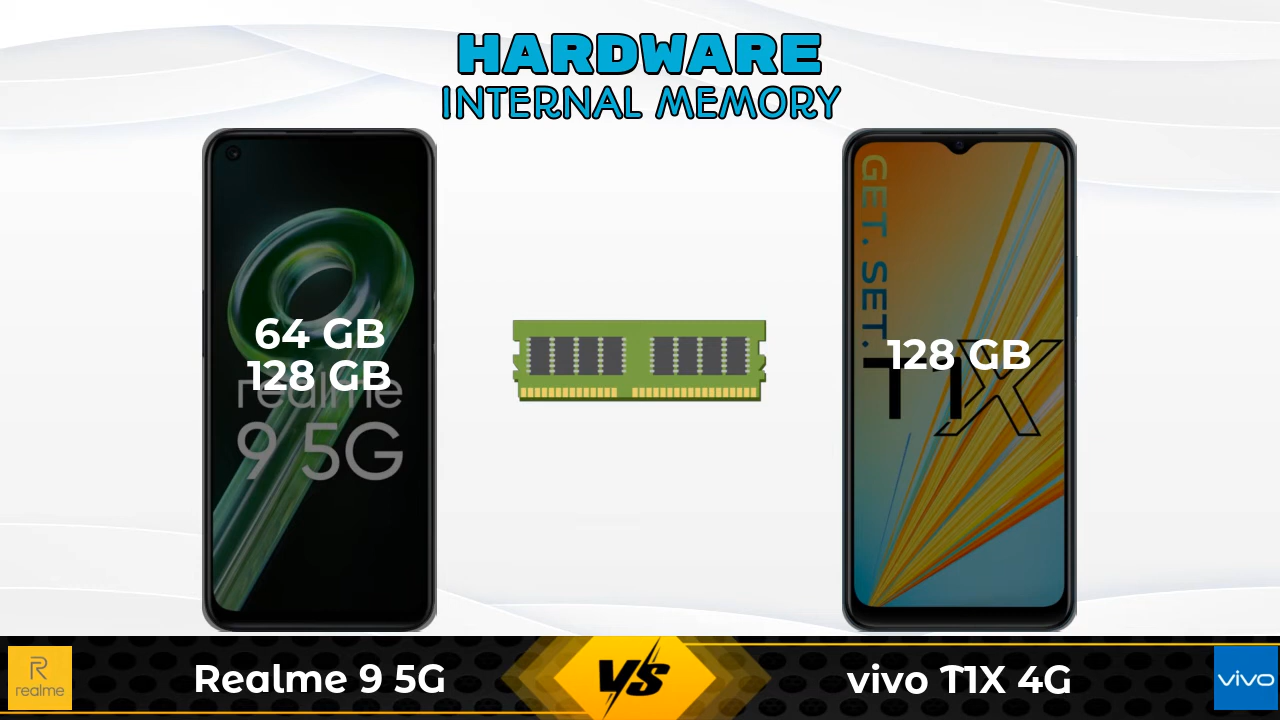 HARDWARE
INTERNAL MEMORY
64 GB
128 GB
realme
9 5G
GET. SET.
T1X
128 GB
R
realme
Realme 9 5G
VS
vivo T1X 4G
vivo